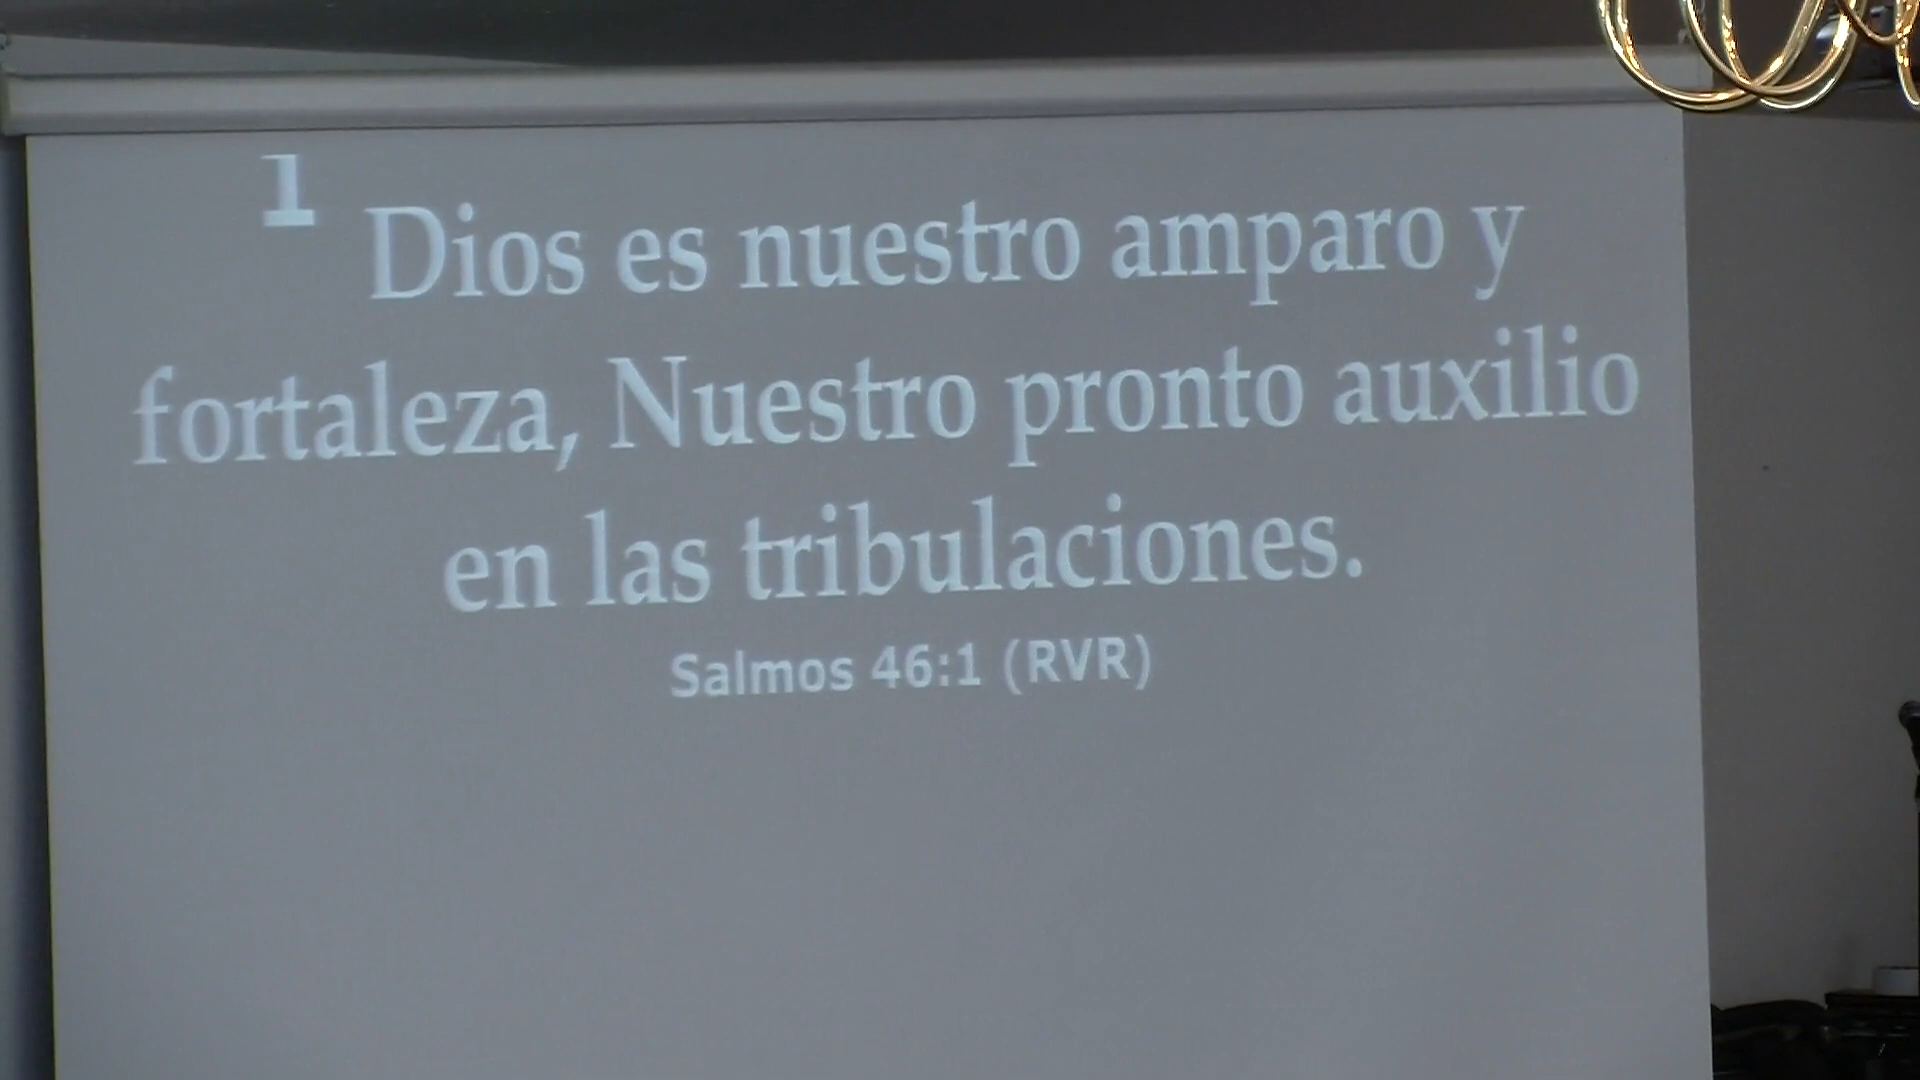 1 Dios es nuestro amparo y
fortaleza, Nuestro pronto auxilio
en las tribulaciones.
Salmos 46:1 (RVR)